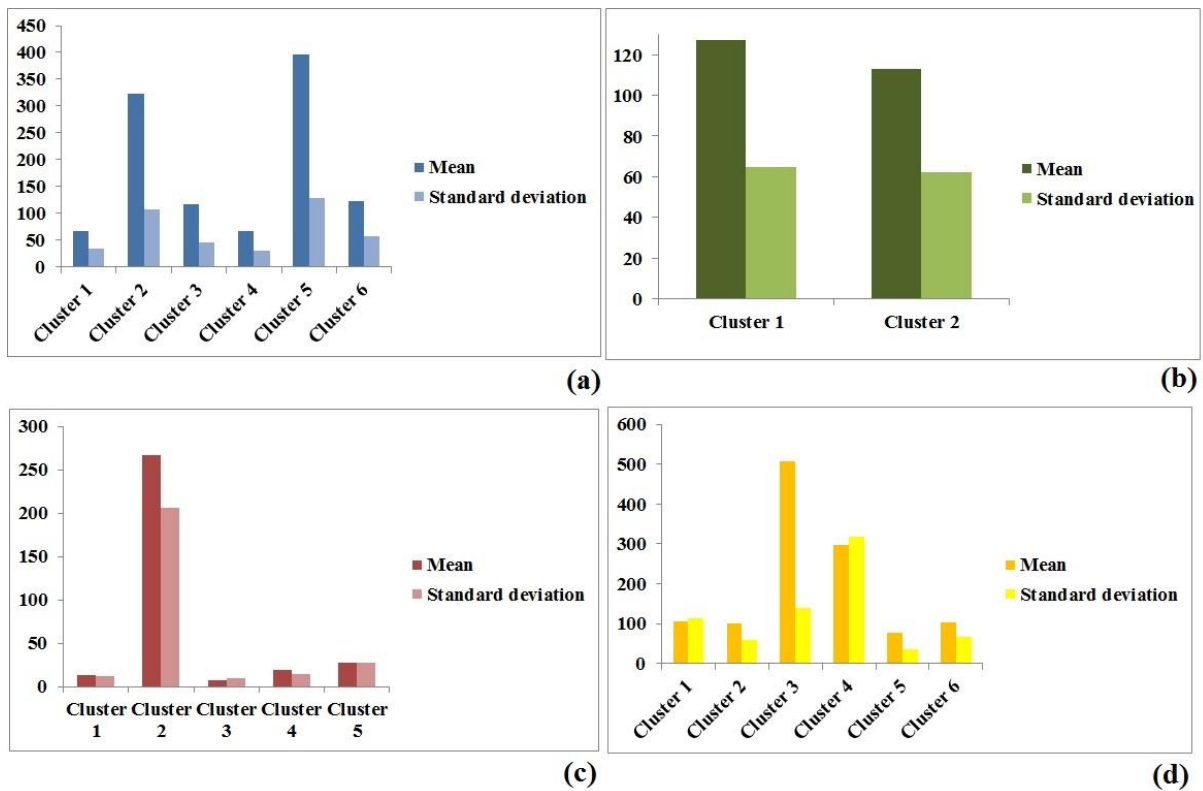 450
400
350
300
250
200
150
100
50
0
Cluster 1
Cluster 2
Cluster 3
Cluster 4
Cluster 5
Cluster 6
Mean
Standard deviation
(a)
120
100
80
60
40
20
0
Cluster 1
Cluster 2
Mean
Standard deviation
(b)
300
250
200
150
100
50
0
Cluster 1
Cluster 2
Cluster 3
Cluster 4
Cluster 5
Mean
Standard deviation
(c)
600
500
400
300
200
100
0
Cluster 1
Cluster 2
Cluster 3
Cluster 4
Cluster 5
Cluster 6
Mean
Standard deviation
(d)